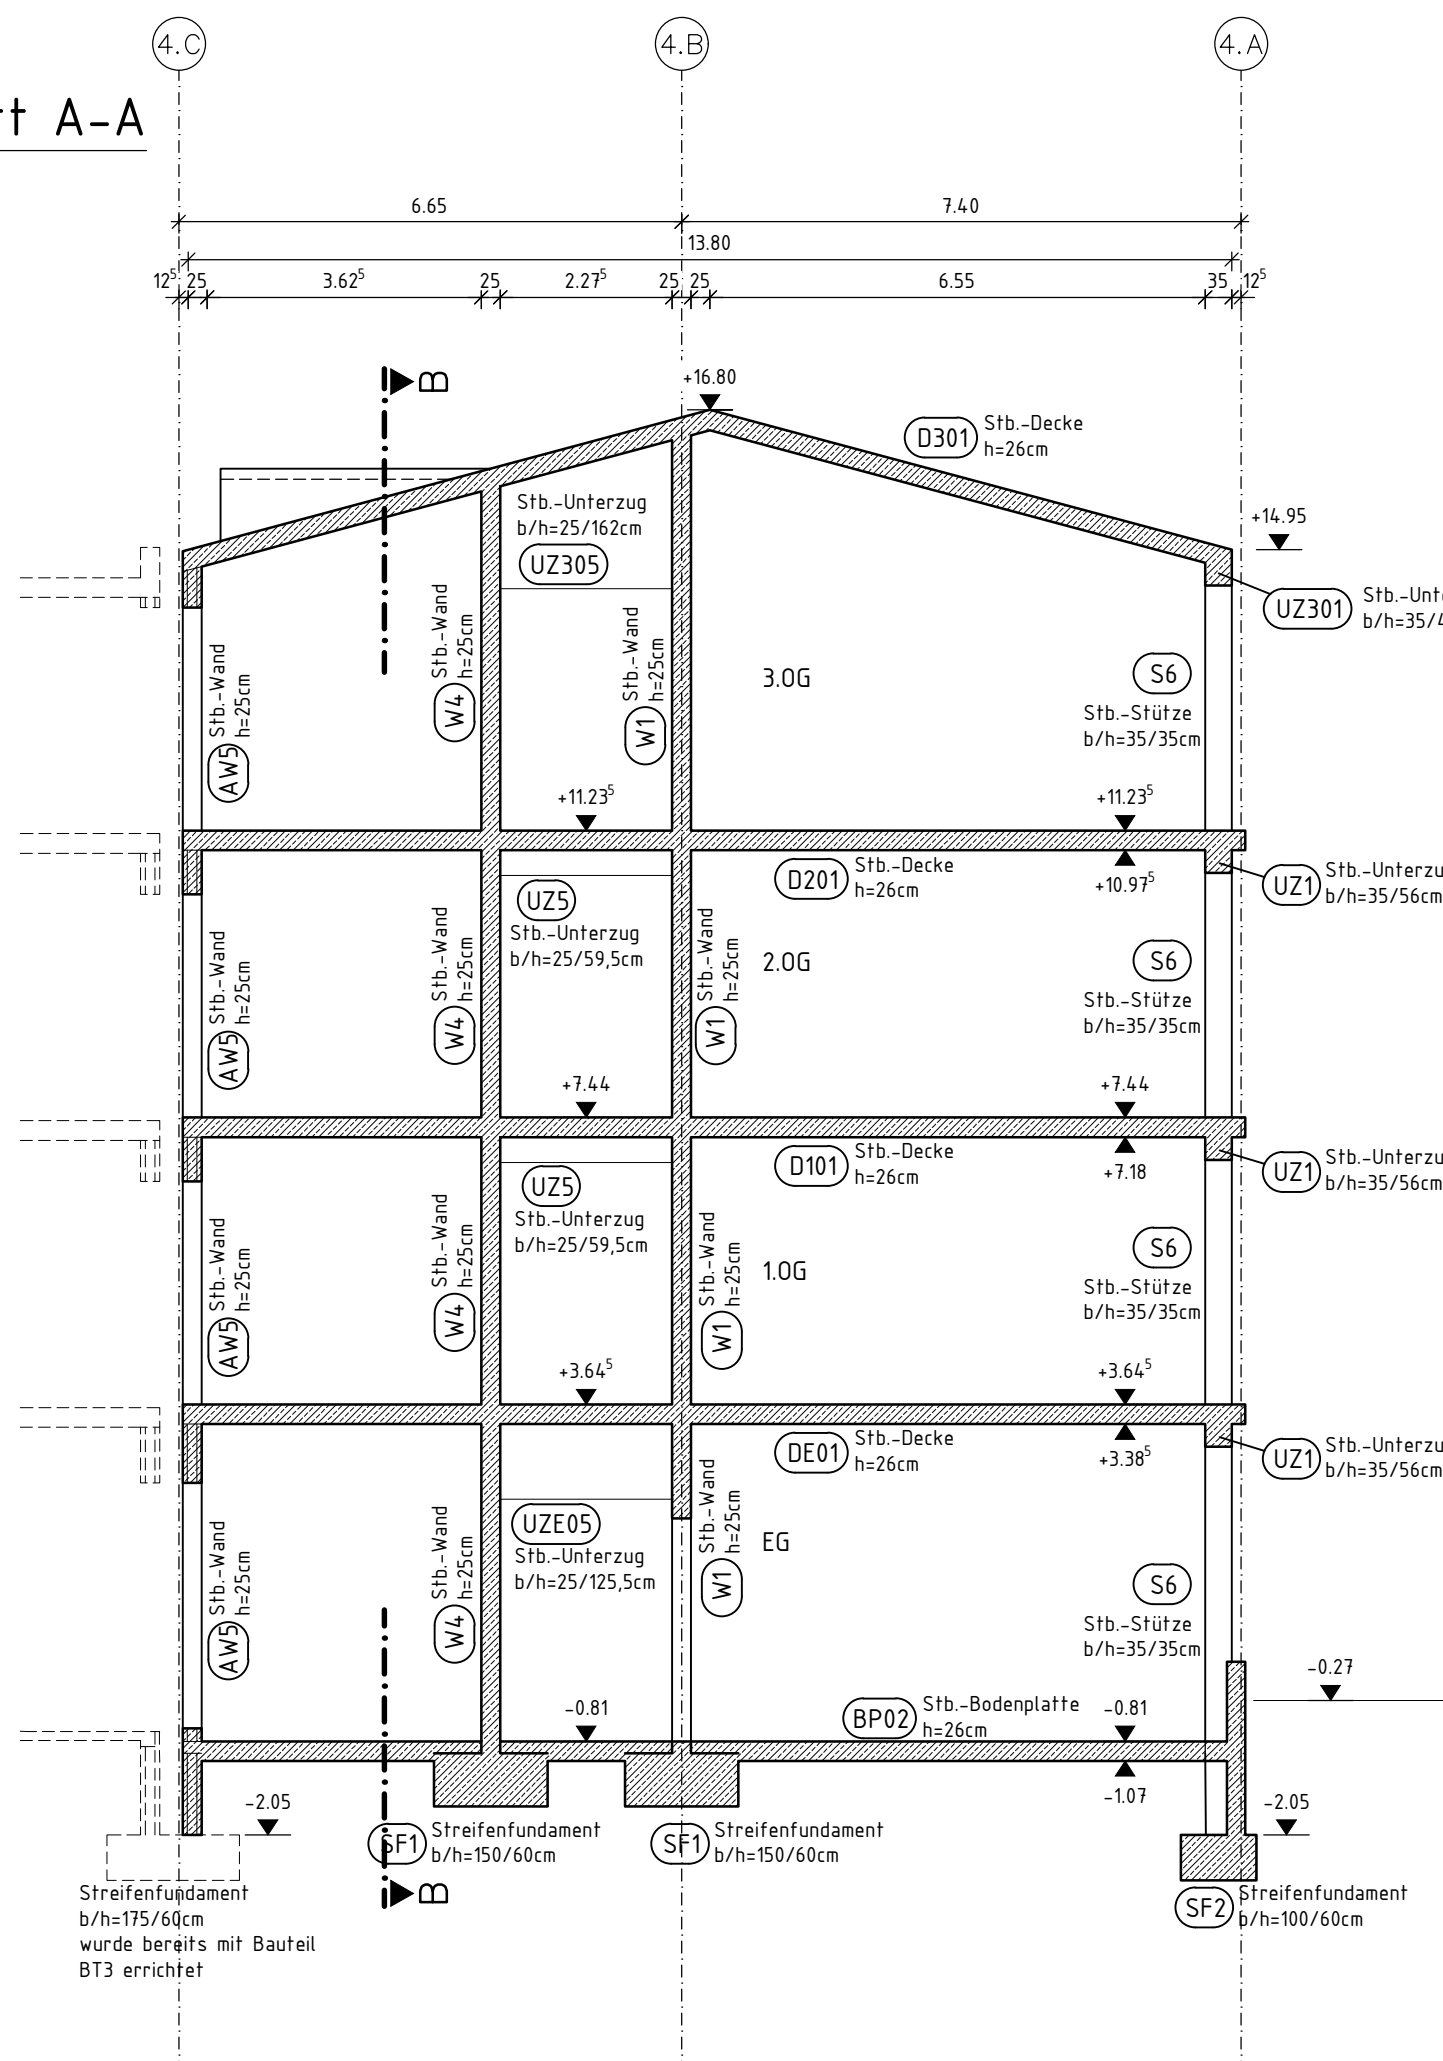 4.C
4.B
4.A
tt A-A
6.65
7.40
13.80
12⁵
25
3.62⁵
25
2.27⁵
25
25
6.55
35
12⁵
B
+16.80
D301
Stb.-Decke
h=26cm
Stb.-Unterzug
b/h=25/162cm
UZ305
+14.95
UZ301
Stb.-Unte
b/h=35/4
AW5
Stb.-Wand
h=25cm
W4
Stb.-Wand
h=25cm
W1
Stb.-Wand
h=25cm
3.OG
S6
Stb.-Stütze
b/h=35/35cm
+11.23⁵
+11.23⁵
D201
Stb.-Decke
h=26cm
+10.97⁵
UZ1
Stb.-Unterzu
b/h=35/56cm
UZ5
Stb.-Unterzug
b/h=25/59,5cm
AW5
Stb.-Wand
h=25cm
W4
Stb.-Wand
h=25cm
W1
Stb.-Wand
h=25cm
2.OG
S6
Stb.-Stütze
b/h=35/35cm
+7.44
+7.44
D101
Stb.-Decke
h=26cm
+7.18
UZ1
Stb.-Unterzu
b/h=35/56cm
UZ5
Stb.-Unterzug
b/h=25/59,5cm
AW5
Stb.-Wand
h=25cm
W4
Stb.-Wand
h=25cm
W1
Stb.-Wand
h=25cm
1.OG
S6
Stb.-Stütze
b/h=35/35cm
+3.64⁵
+3.64⁵
DE01
Stb.-Decke
h=26cm
+3.38⁵
UZ1
Stb.-Unterzu
b/h=35/56cm
UZE05
Stb.-Unterzug
b/h=25/125,5cm
AW5
Stb.-Wand
h=25cm
W4
Stb.-Wand
h=25cm
W1
Stb.-Wand
h=25cm
EG
S6
Stb.-Stütze
b/h=35/35cm
-0.27
-0.81
BP02
Stb.-Bodenplatte
h=26cm
-0.81
-1.07
-2.05
SF1
Streifenfundament
b/h=150/60cm
SF1
Streifenfundament
b/h=150/60cm
-2.05
B
Streifenfundament
b/h=175/60cm
wurde bereits mit Bauteil
BT3 errichtet
SF2
Streifenfundament
b/h=100/60cm